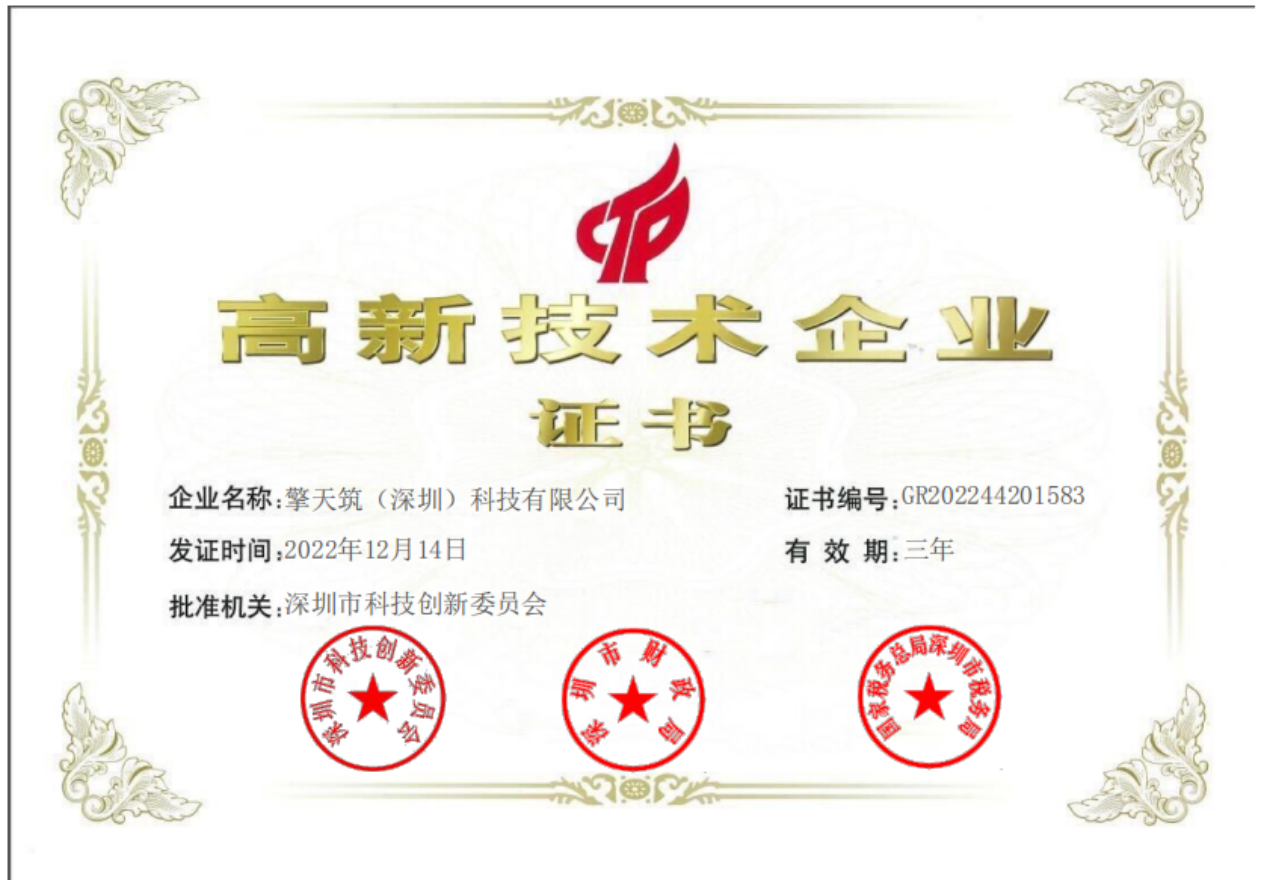 CTP
高新技术企业
证书
企业名称:擎天筑（深圳）科技有限公司
证书编号:GR202244201583
发证时间:2022年12月14日
有 效 期:三年
批准机关:深圳市科技创新委员会
深圳市科技创新委员会
深圳市财政局
国家税务总局深圳市税务局